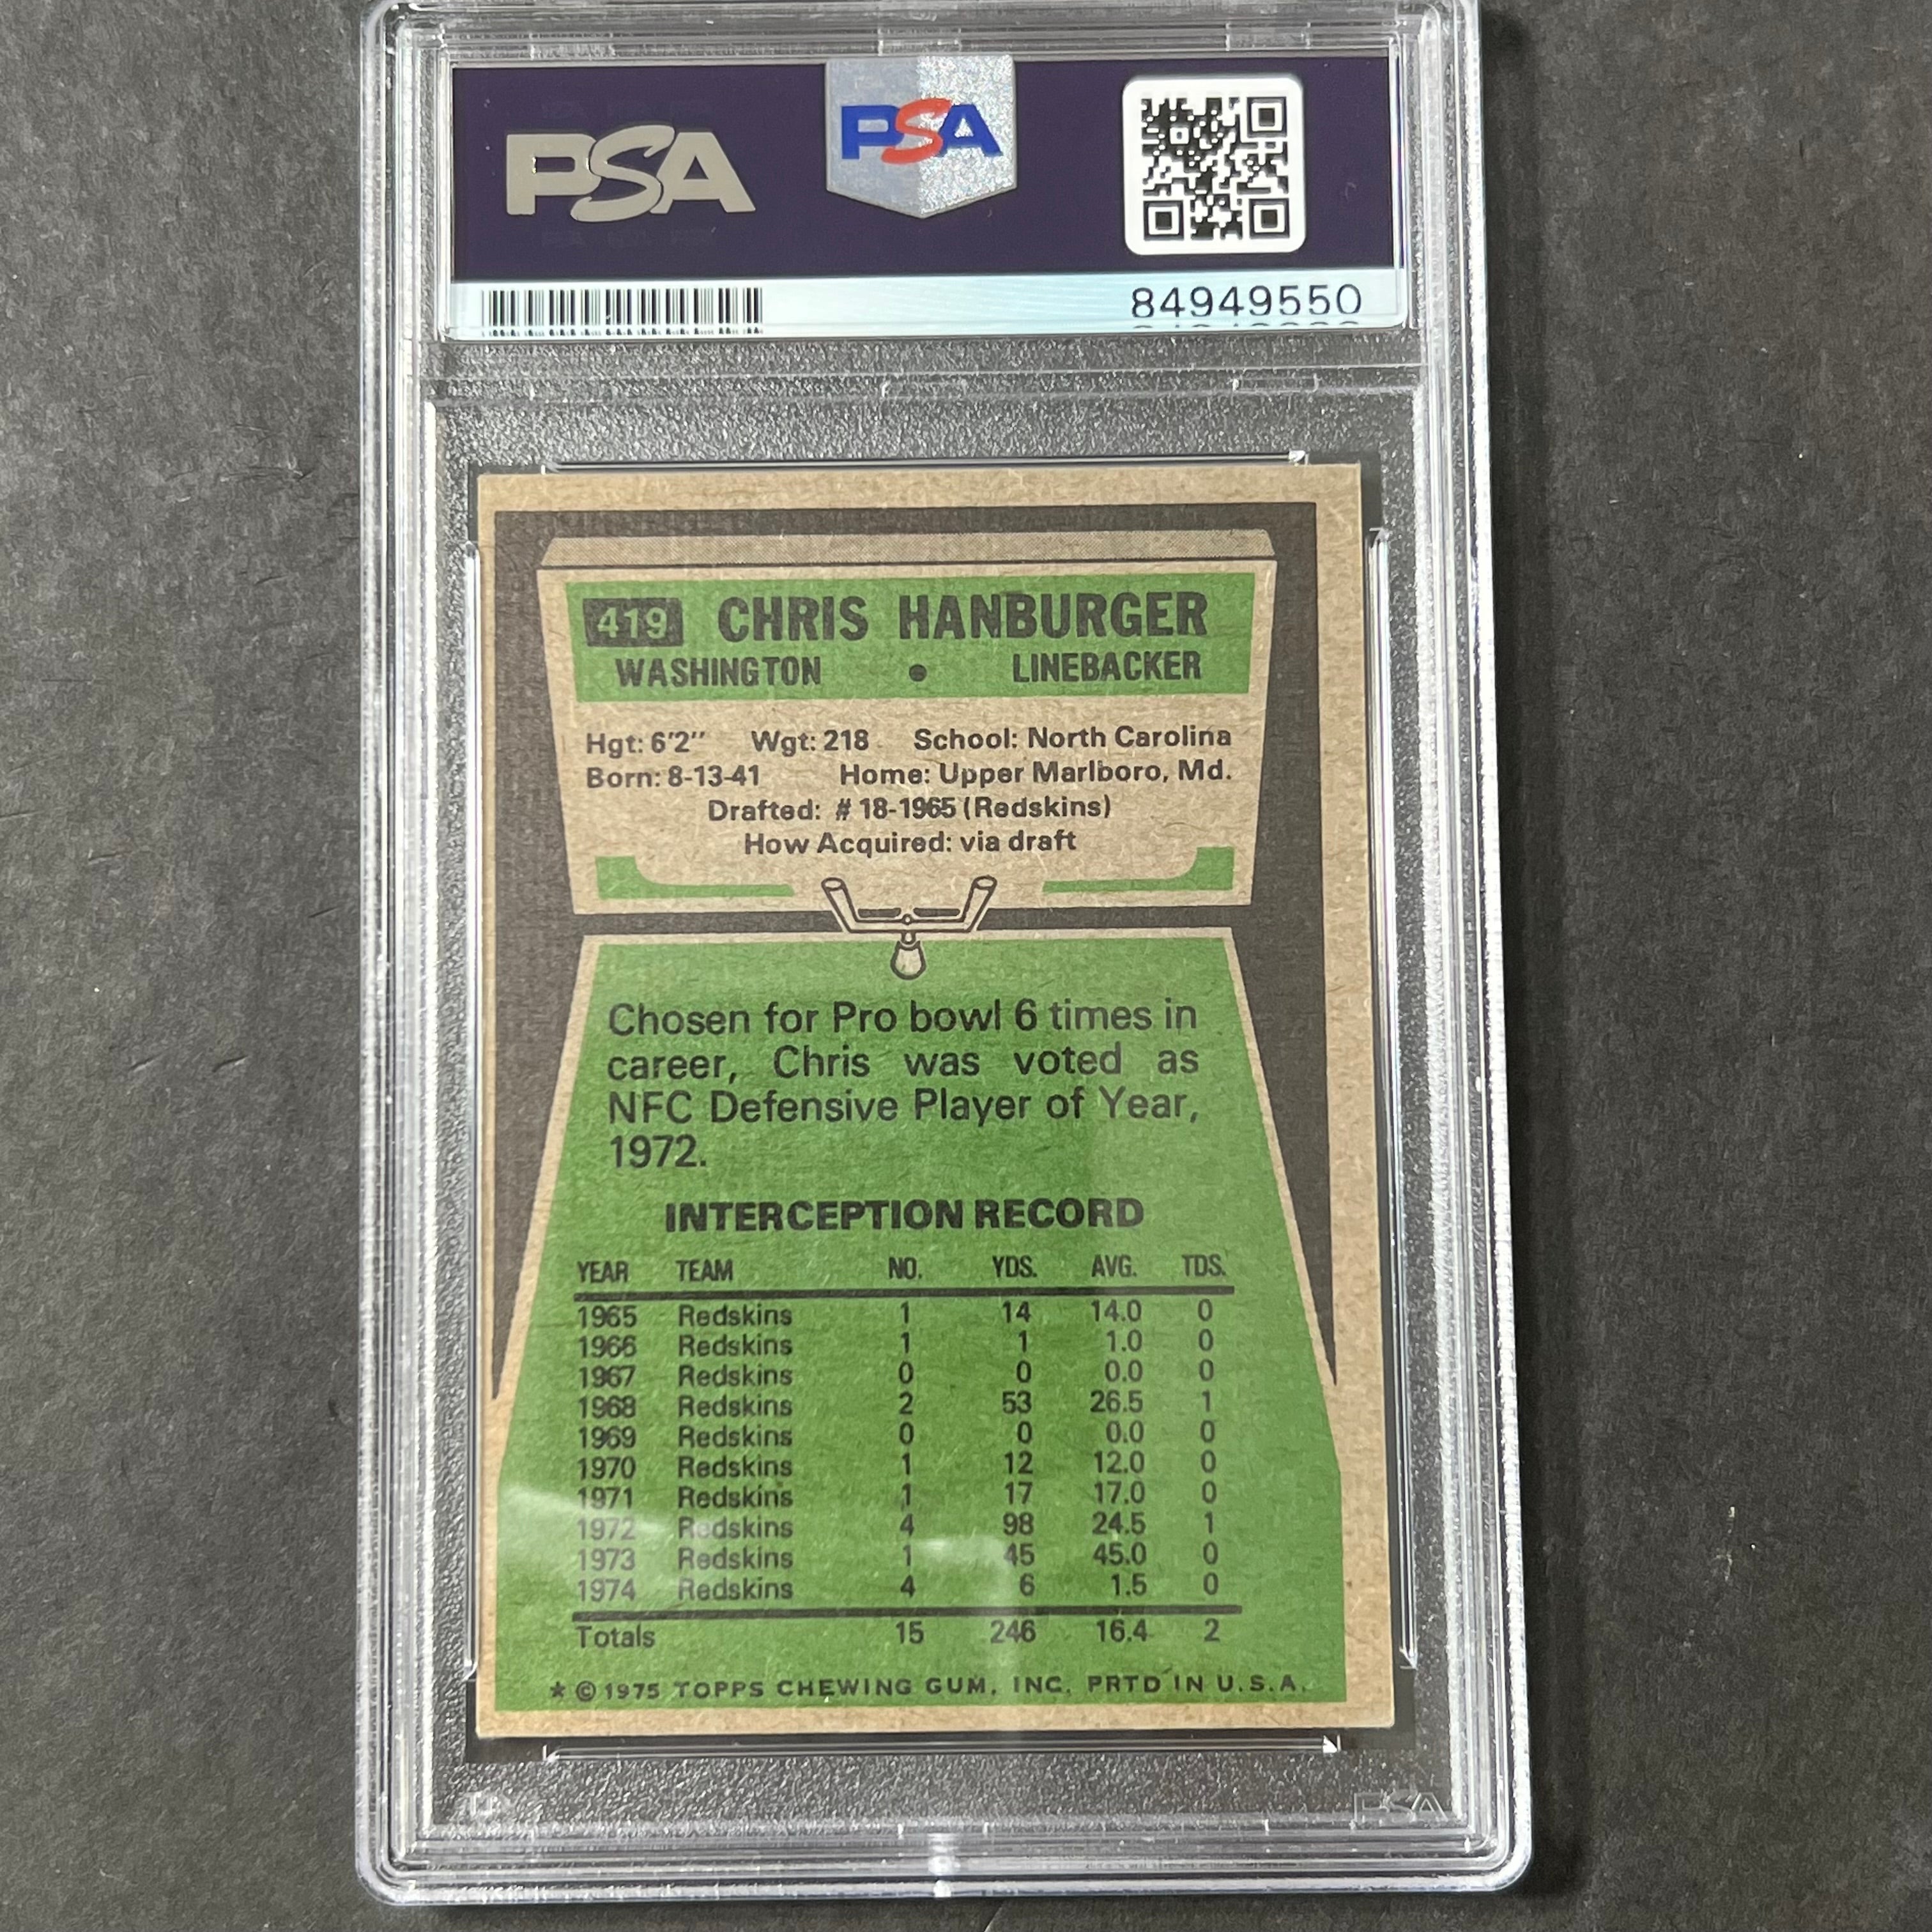 PSA PSA
84949550
419 CHRIS HANBURGER
WASHINGTON • LINEBACKER
Hgt: 6'2" Wgt: 218 School: North Carolina
Born: 8-13-41 Home: Upper Marlboro, Md.
Drafted: # 18-1965 (Redskins)
How Acquired: via draft
Chosen for Pro bowl 6 times in
career, Chris was voted as
NFC Defensive Player of Year,
1972.
INTERCEPTION RECORD
YEAR TEAM NO. YDS. AVG. TDS.
1965 Redskins 1 14 14.0 0
1966 Redskins 1 1 1.0 0
1967 Redskins 0 0 0.0 0
1968 Redskins 2 53 26.5 1
1969 Redskins 0 0 0.0 0
1970 Redskins 1 12 12.0 0
1971 Redskins 1 17 17.0 0
1972 Redskins 4 98 24.5 1
1973 Redskins 1 45 45.0 0
1974 Redskins 4 6 1.5 0
Totals 15 246 16.4 2
* © 1975 TOPPS CHEWING GUM, INC. PRTD IN U.S.A.
PSA